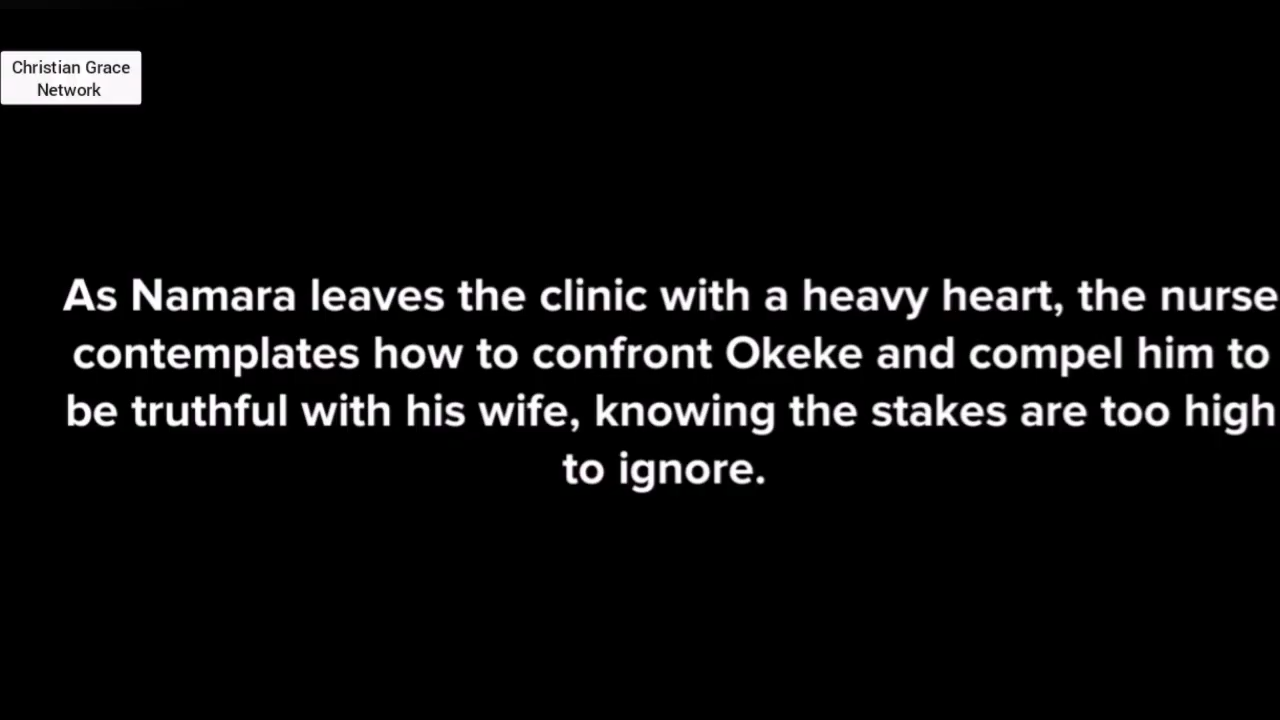 Christian Grace
Network
As Namara leaves the clinic with a heavy heart, the nurse
contemplates how to confront Okeke and compel him to
be truthful with his wife, knowing the stakes are too high
to ignore.